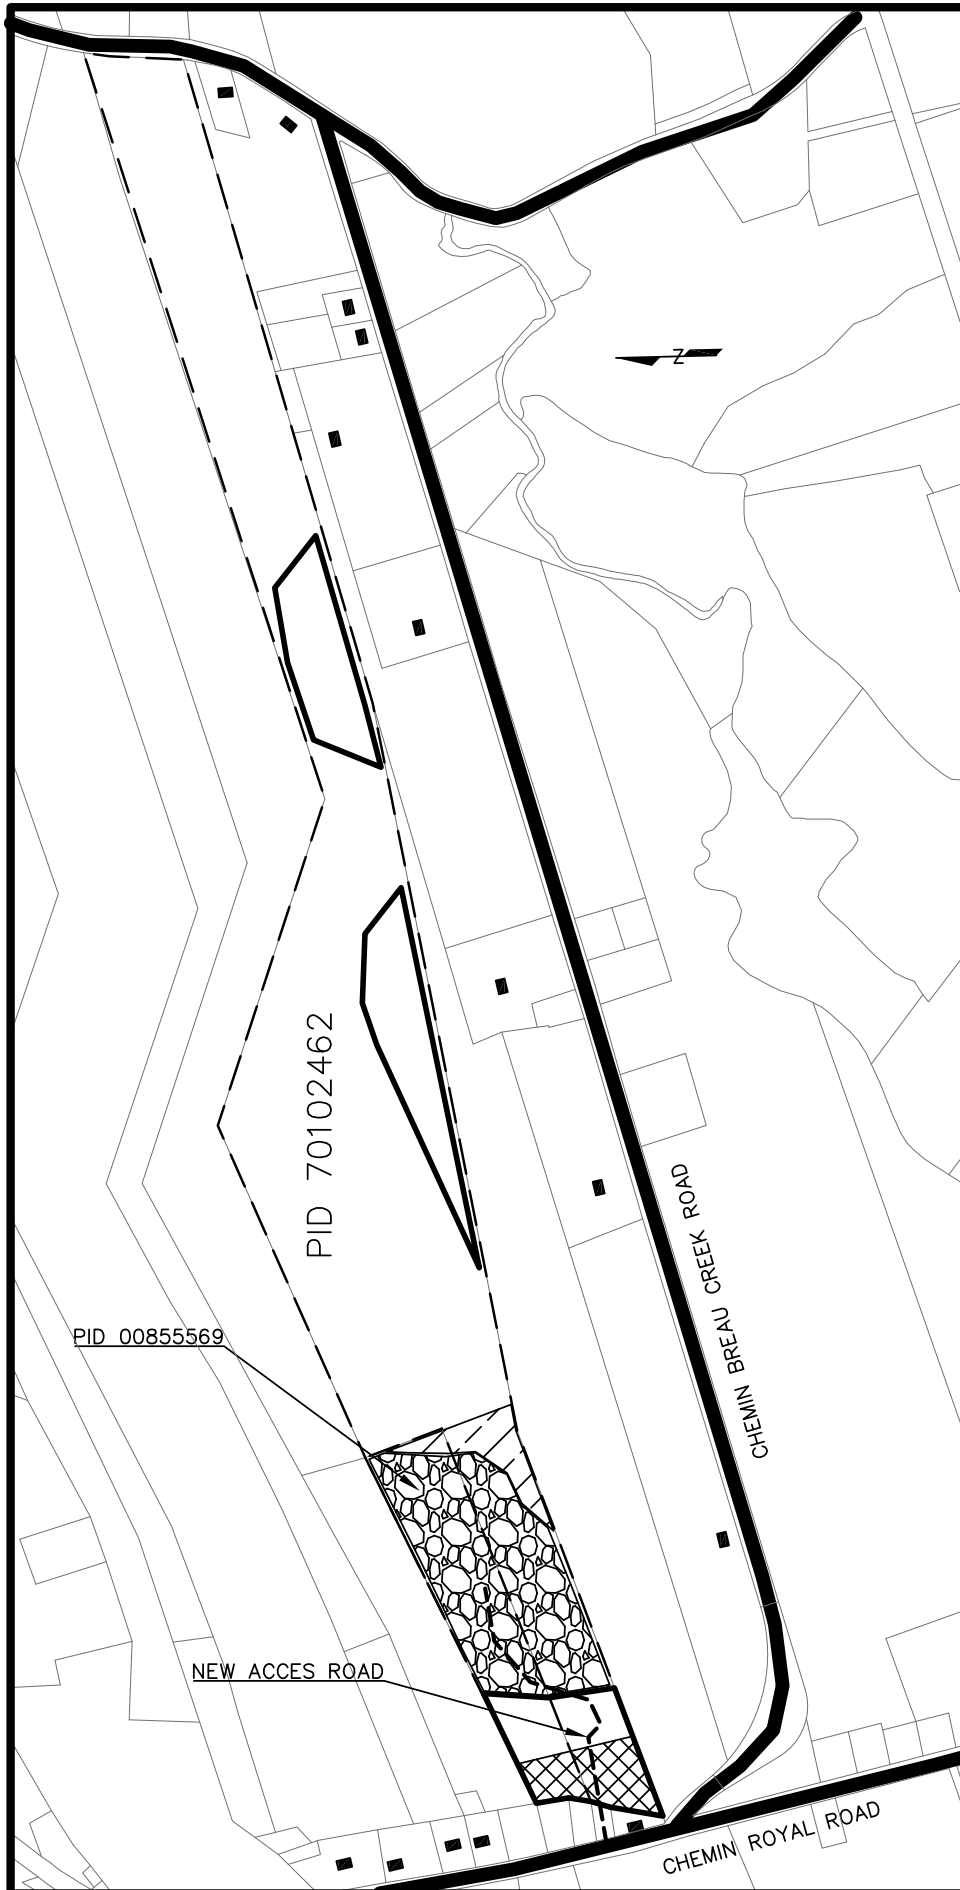 Z
PID 70102462
CHEMIN BREAU CREEK ROAD
PID 00855569
NEW ACCES ROAD
CHEMIN ROYAL ROAD